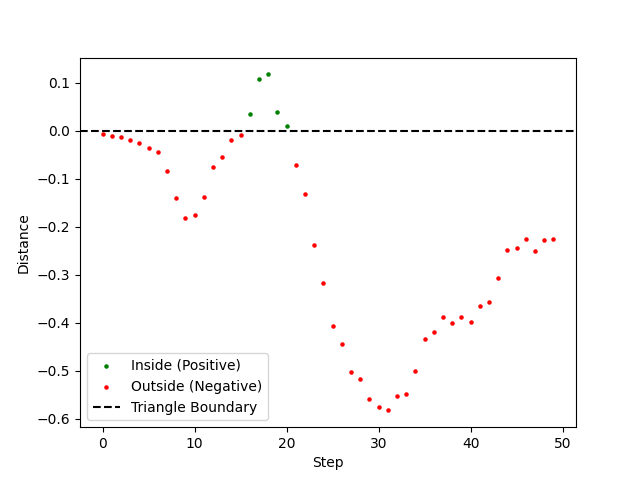 0.1
0.0
−0.1
−0.2
−0.3
−0.4
−0.5
−0.6
Distance
Inside (Positive)
Outside (Negative)
Triangle Boundary
0 10 20 30 40 50
Step